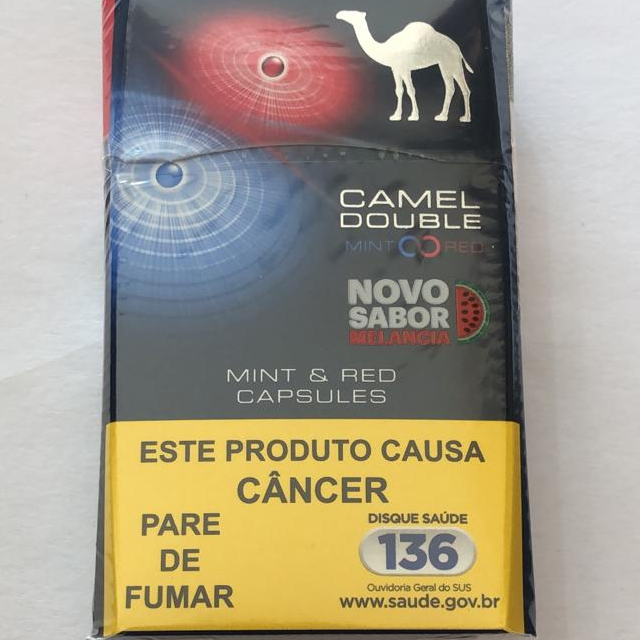 CAMEL
DOUBLE
MINT RED
NOVO
SABOR
MELANCIA
MINT & RED
CAPSULES
ESTE PRODUTO CAUSA
CÂNCER
PARE
DE
FUMAR
DISQUE SAÚDE
136
Ouvidoria Geral do SUS
www.saude.gov.br